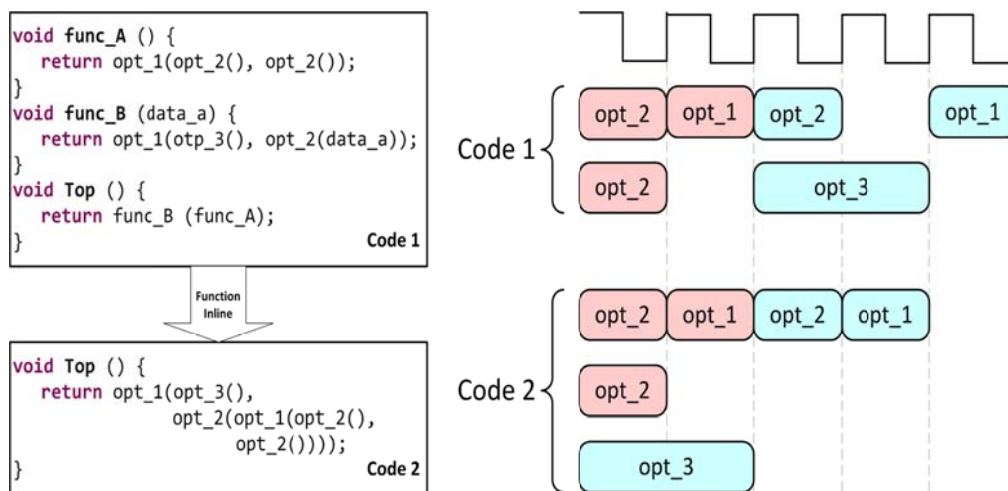 void func_A () {
return opt_1(opt_2(), opt_2());
}
void func_B (data_a) {
return opt_1(otp_3(), opt_2(data_a));
}
void Top () {
return func_B (func_A);
}
Code 1
Function
Inline
void Top () {
return opt_1(opt_3(),
opt_2(opt_1(opt_2(),
opt_2())));
}
Code 2
Code 1
opt_2 opt_1 opt_2 opt_1
opt_2 opt_3
Code 2
opt_2 opt_1 opt_2 opt_1
opt_2
opt_3